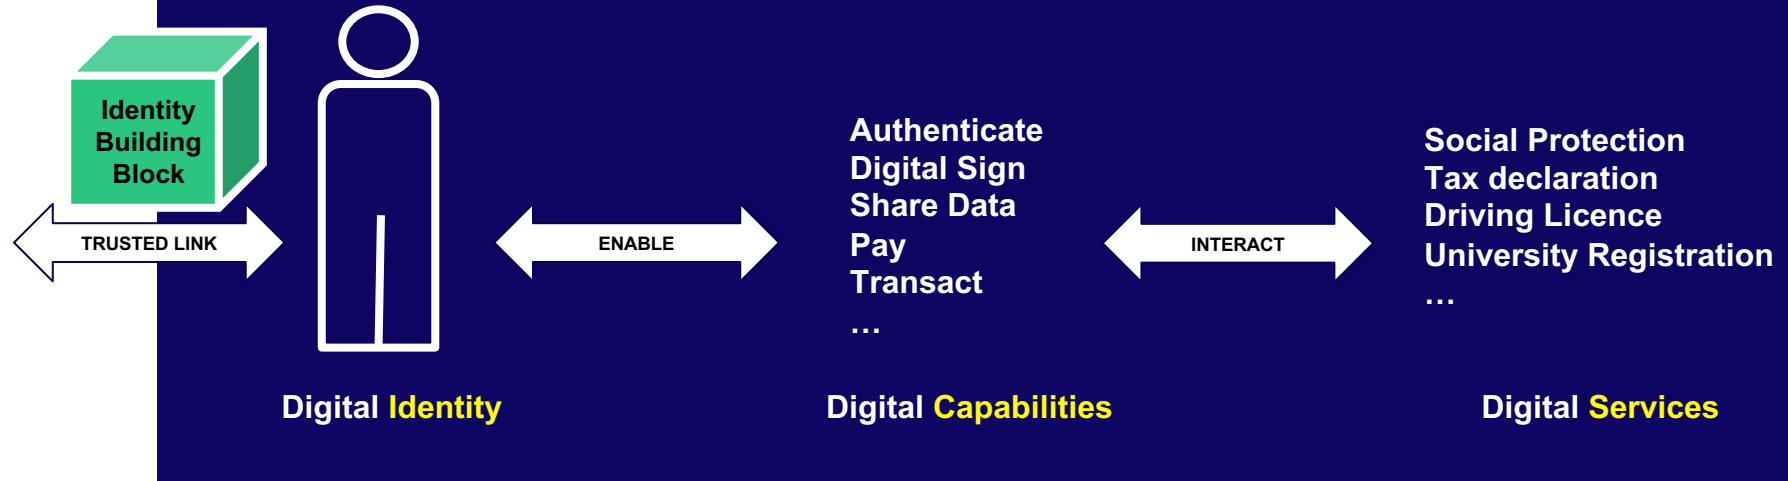 Identity
Building
Block
TRUSTED LINK
ENABLE
Authenticate
Digital Sign
Share Data
Pay
Transact
…
INTERACT
Social Protection
Tax declaration
Driving Licence
University Registration
…
Digital Identity
Digital Capabilities
Digital Services